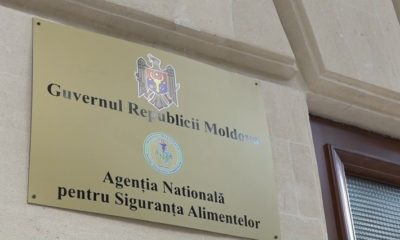 Guvernul Republicii Moldova
Agenția Națională
pentru Siguranța Alimentelor